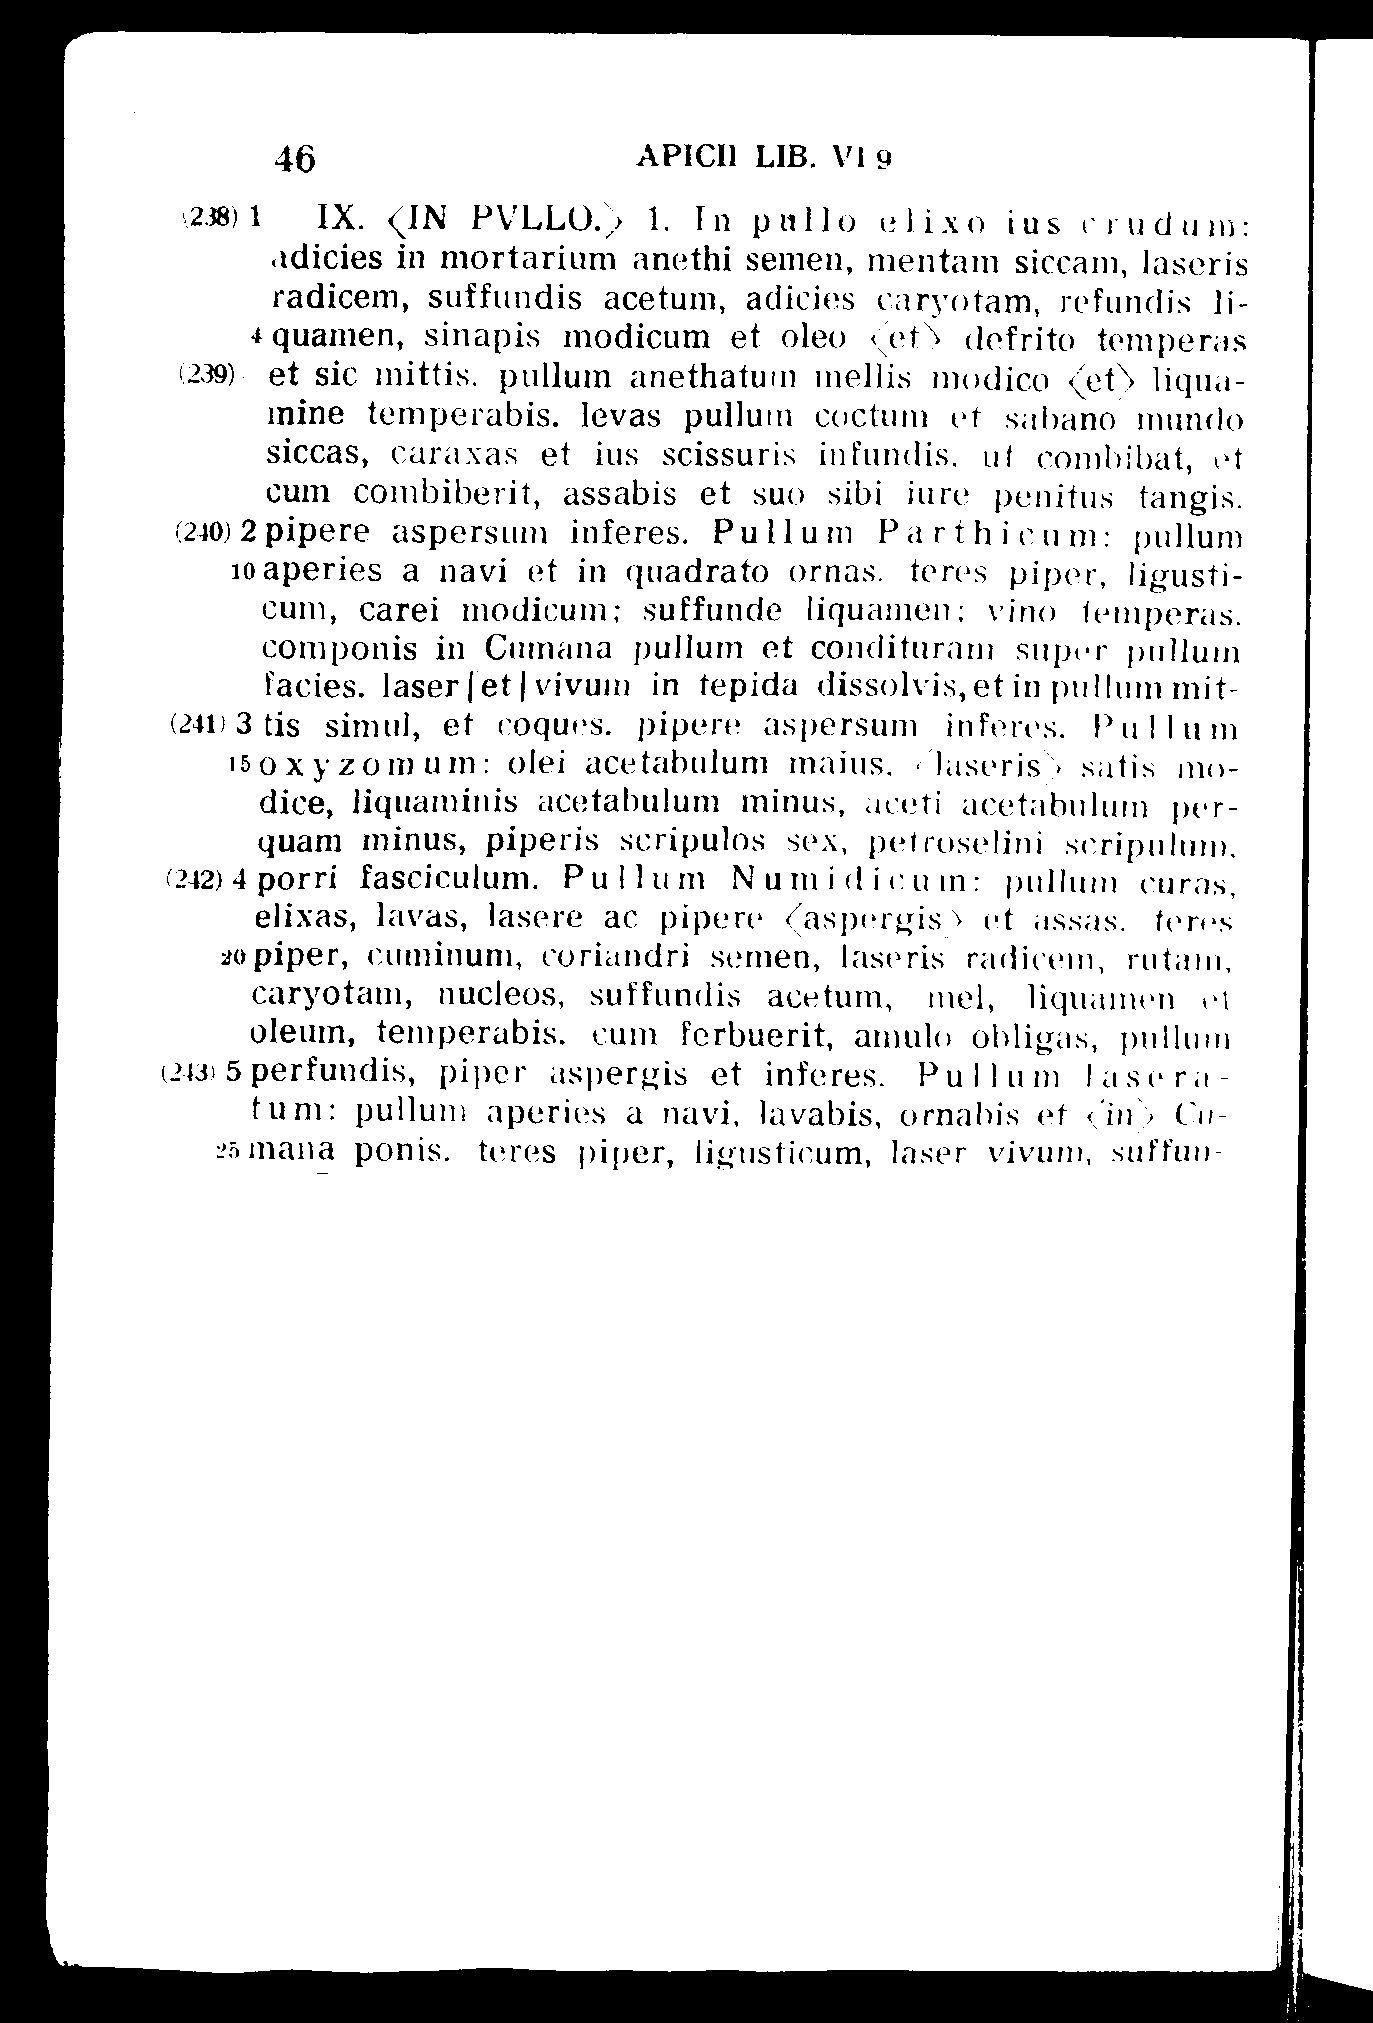 46 APICII LIB. VI 9
(238) 1 IX. ⟨IN PVLLO.⟩ 1. In pullo elixo ius crudum:
adicies in mortarium anethi semen, mentam siccam, laseris
radicem, suffundis acetum, adicies caryotam, refundis li-
4 quamen, sinapis modicum et oleo ⟨et⟩ defrito temperas
(239) et sic mittis. pullum anethatum mellis modico ⟨et⟩ liqua-
mine temperabis. levas pullum coctum et sabano mundo
siccas, caraxas et ius scissuris infundis, ut combibat, et
cum combiberit, assabis et suo sibi iure penitus tangis.
(240) 2 pipere aspersum inferes. Pullum Parthicum: pullum
10 aperies a navi et in quadrato ornas. teres piper, ligusti-
cum, carei modicum; suffunde liquamen; vino temperas.
componis in Cumana pullum et condituram super pullum
facies. laser [et] vivum in tepida dissolvis, et in pullum mit-
(241) 3 tis simul, et coques. pipere aspersum inferes. Pullum
15 oxyzomum: olei acetabulum maius, ⟨laseris⟩ satis mo-
dice, liquaminis acetabulum minus, aceti acetabulum per-
quam minus, piperis scripulos sex, petroselini scripulum,
(242) 4 porri fasciculum. Pullum Numidicum: pullum curas,
elixas, lavas, lasere ac pipere ⟨aspergis⟩ et assas. teres
20 piper, cuminum, coriandri semen, laseris radicem, rutam,
caryotam, nucleos, suffundis acetum, mel, liquamen et
oleum, temperabis. cum ferbuerit, amulo obligas, pullum
(243) 5 perfundis, piper aspergis et inferes. Pullum lasera-
tum: pullum aperies a navi, lavabis, ornabis et ⟨in⟩ Cu-
25 mana ponis. teres piper, ligusticum, laser vivum, suffun-